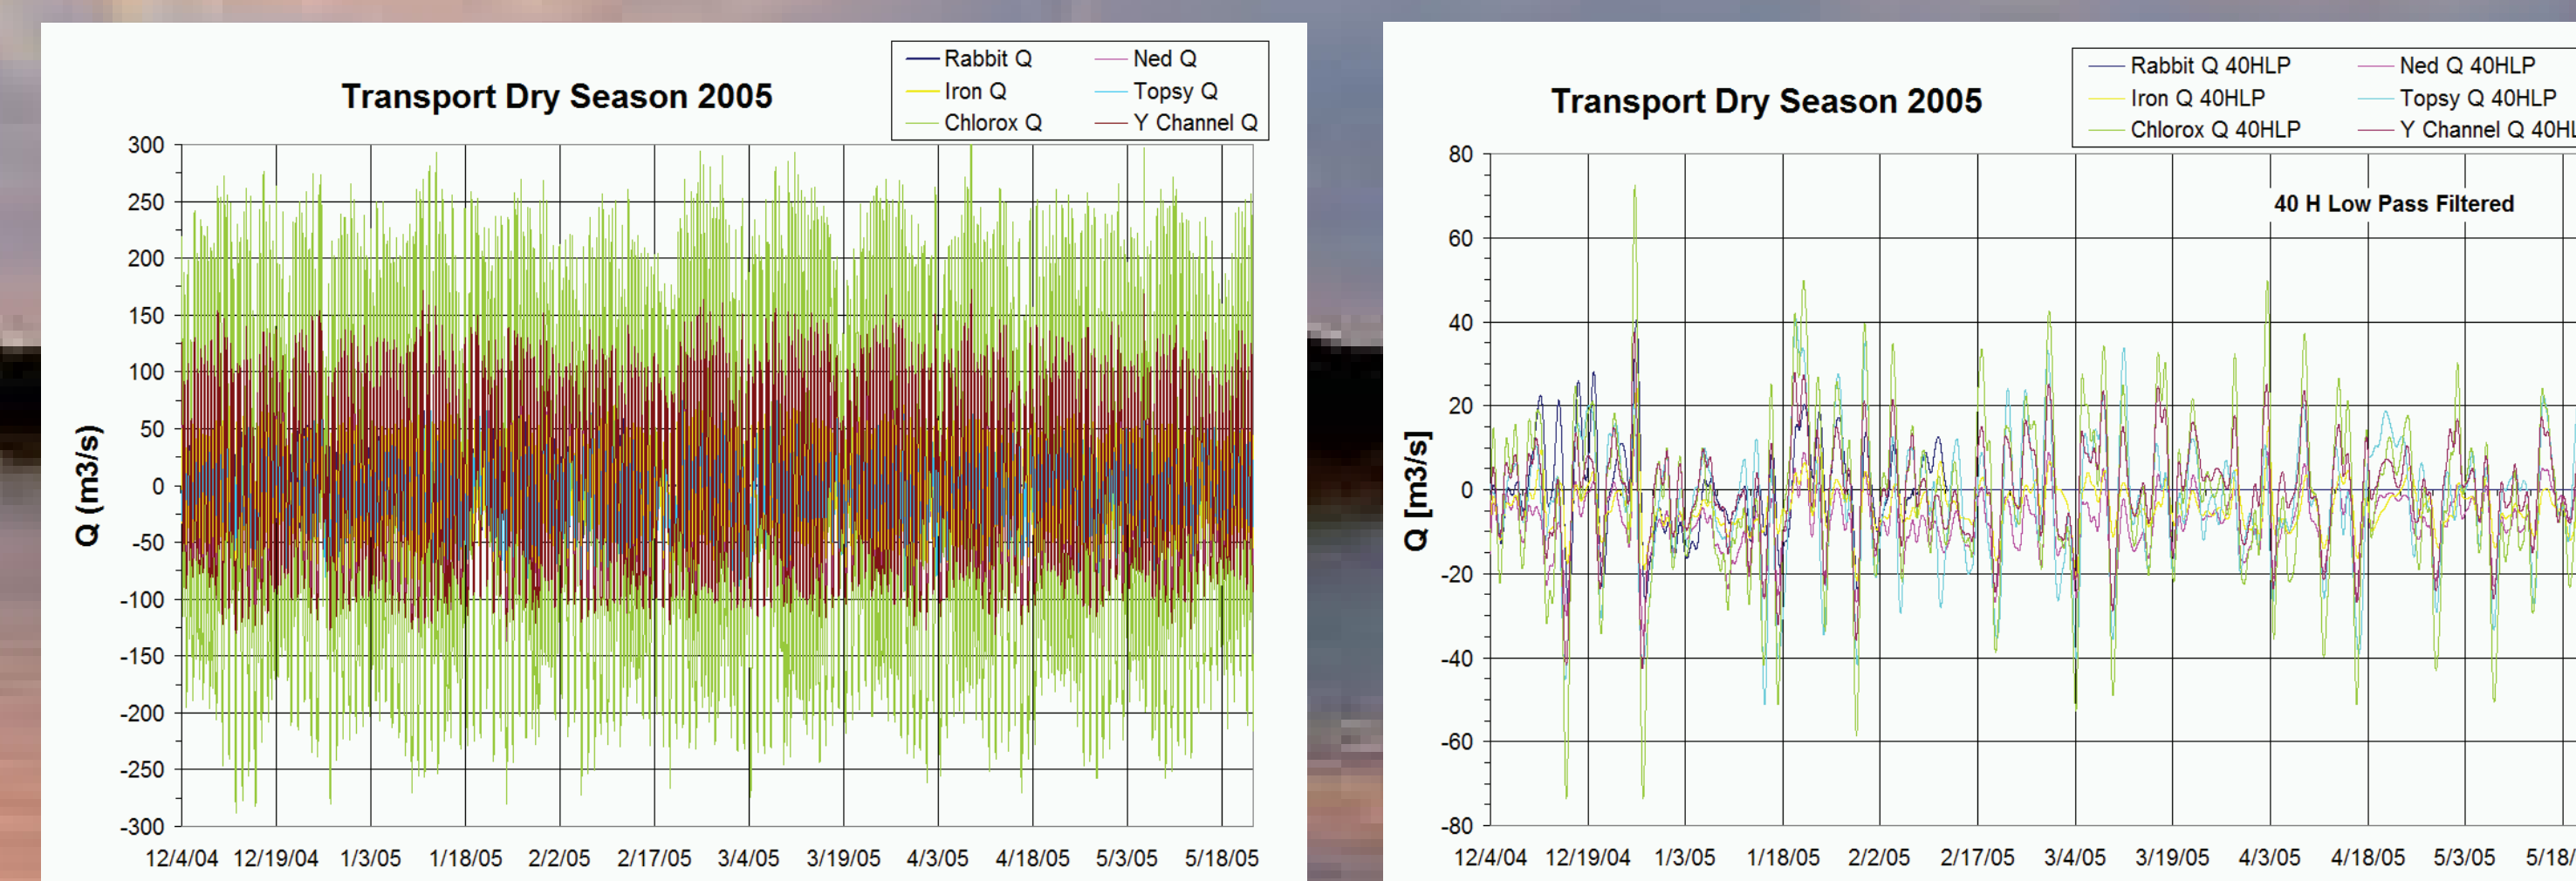 Transport Dry Season 2005
Rabbit Q
Ned Q
Iron Q
Topsy Q
Chlorox Q
Y Channel Q
Q (m3/s)
300
250
200
150
100
50
0
-50
-100
-150
-200
-250
-300
12/4/04 12/19/04 1/3/05 1/18/05 2/2/05 2/17/05 3/4/05 3/19/05 4/3/05 4/18/05 5/3/05 5/18/05
Transport Dry Season 2005
Rabbit Q 40HLP
Ned Q 40HLP
Iron Q 40HLP
Topsy Q 40HLP
Chlorox Q 40HLP
Y Channel Q 40HL
40 H Low Pass Filtered
Q [m3/s]
80
60
40
20
0
-20
-40
-60
-80
12/4/04 12/19/04 1/3/05 1/18/05 2/2/05 2/17/05 3/4/05 3/19/05 4/3/05 4/18/05 5/3/05 5/18/